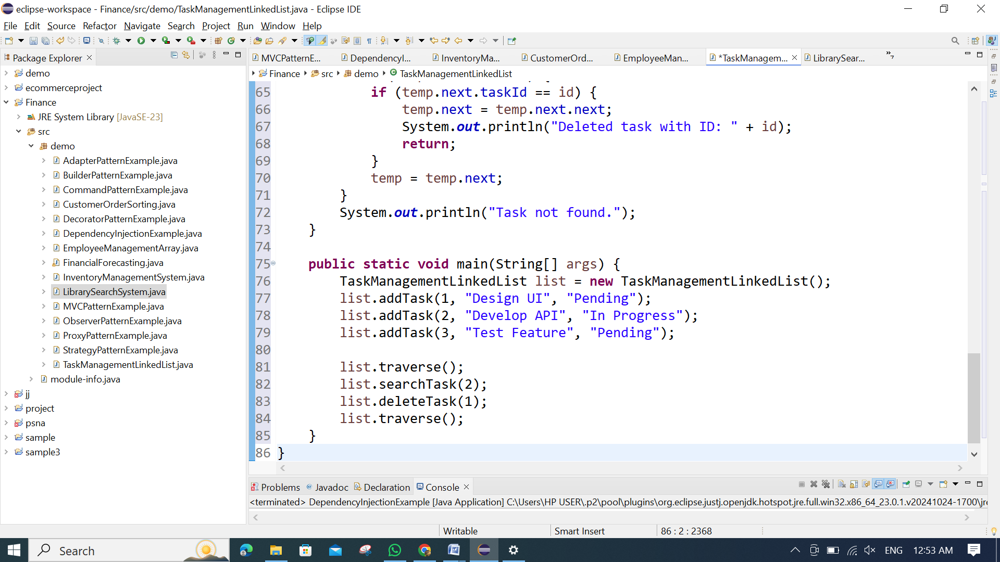 eclipse-workspace - Finance/src/demo/TaskManagementLinkedList.java - Eclipse IDE
File Edit Source Refactor Navigate Search Project Run Window Help
Package Explorer
demo
ecommerceproject
Finance
JRE System Library [JavaSE-23]
src
demo
AdapterPatternExample.java
BuilderPatternExample.java
CommandPatternExample.java
CustomerOrderSorting.java
DecoratorPatternExample.java
DependencyInjectionExample.java
EmployeeManagementArray.java
FinancialForecasting.java
InventoryManagementSystem.java
LibrarySearchSystem.java
MVCPatternExample.java
ObserverPatternExample.java
ProxyPatternExample.java
StrategyPatternExample.java
TaskManagementLinkedList.java
module-info.java
jj
project
psna
sample
sample3
MVCPatternE... DependencyI... InventoryMa... CustomerOrd... EmployeeMan... *TaskManagem... LibrarySear... »7
Finance src demo TaskManagementLinkedList
65 if (temp.next.taskId == id) {
66 temp.next = temp.next.next;
67 System.out.println("Deleted task with ID: " + id);
68 return;
69 }
70 temp = temp.next;
71 }
72 System.out.println("Task not found.");
73 }
74
75 public static void main(String[] args) {
76 TaskManagementLinkedList list = new TaskManagementLinkedList();
77 list.addTask(1, "Design UI", "Pending");
78 list.addTask(2, "Develop API", "In Progress");
79 list.addTask(3, "Test Feature", "Pending");
80
81 list.traverse();
82 list.searchTask(2);
83 list.deleteTask(1);
84 list.traverse();
85 }
86 }
Problems @ Javadoc Declaration Console
<terminated> DependencyInjectionExample [Java Application] C:\Users\HP USER\.p2\pool\plugins\org.eclipse.justj.openjdk.hotspot.jre.full.win32.x86_64_23.0.1.v20241024-1700\jre
Writable Smart Insert 86 : 2 : 2368
Search ENG 12:53 AM